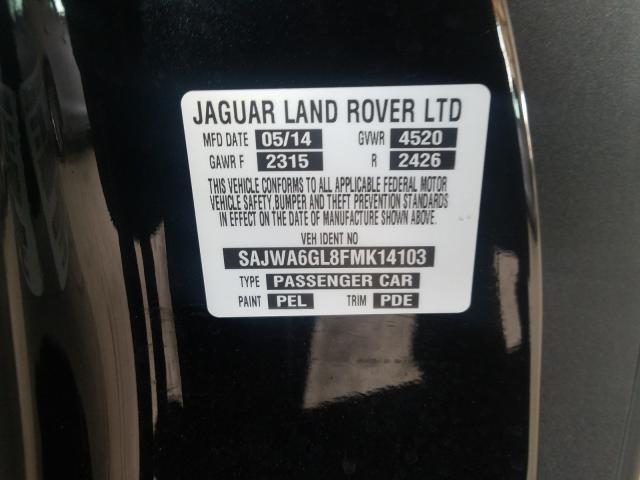 JAGUAR LAND ROVER LTD
MFD DATE 05/14 GVWR 4520
GAWR F 2315 R 2426
THIS VEHICLE CONFORMS TO ALL APPLICABLE FEDERAL MOTOR
VEHICLE SAFETY, BUMPER AND THEFT PREVENTION STANDARDS
IN EFFECT ON THE DATE OF MANUFACTURE SHOWN ABOVE.
VEH IDENT NO
SAJWA6GL8FMK14103
TYPE PASSENGER CAR
PAINT PEL TRIM PDE